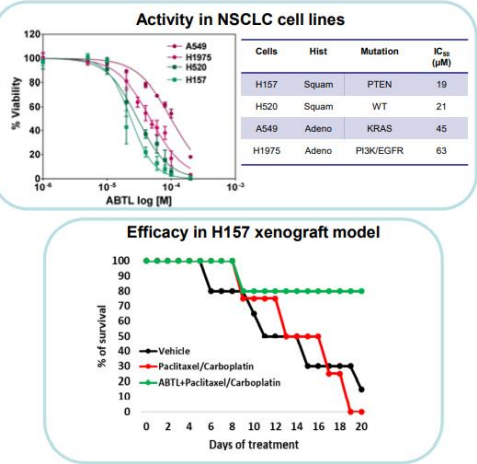 Activity in NSCLC cell lines
120
100
80
60
40
20
0
% Viability
A549
H1975
H520
H157
10⁻⁶ 10⁻⁵ 10⁻⁴ 10⁻³
ABTL log [M]
Cells Hist Mutation IC₅₀ (µM)
H157 Squam PTEN 19
H520 Squam WT 21
A549 Adeno KRAS 45
H1975 Adeno PI3K/EGFR 63
Efficacy in H157 xenograft model
100
90
80
70
60
50
40
30
20
10
0
% of survival
Vehicle
Paclitaxel/Carboplatin
ABTL+Paclitaxel/Carboplatin
0 2 4 6 8 10 12 14 16 18 20
Days of treatment